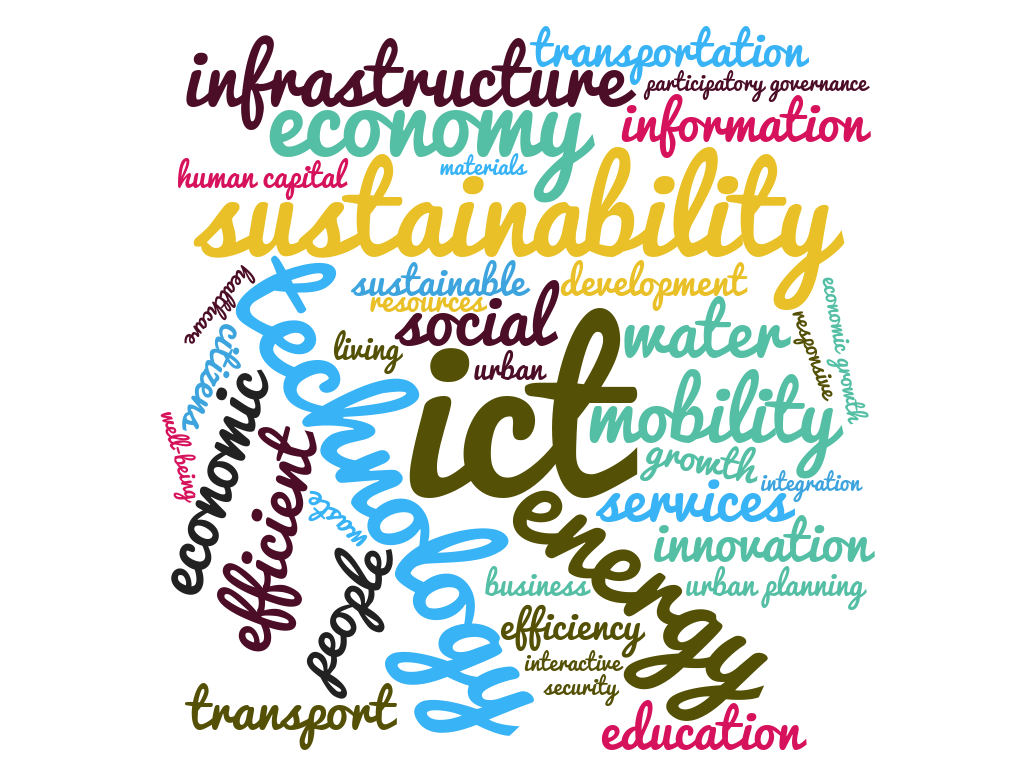 transportation
infrastructure
participatory governance
economy
information
materials
human capital
sustainability
healthcare
technology
sustainable
development
resources
social
economic growth
responsive
water
citizens
living
urban
ict
economic
mobility
well-being
efficient
growth
integration
services
waste
energy
innovation
people
business
urban planning
efficiency
interactive
security
transport
education